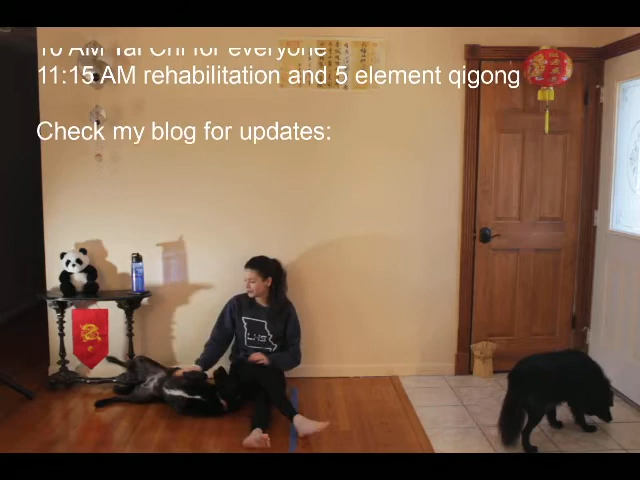 10 AM Tai Chi for everyone
11:15 AM rehabilitation and 5 element qigong
Check my blog for updates:
LHS